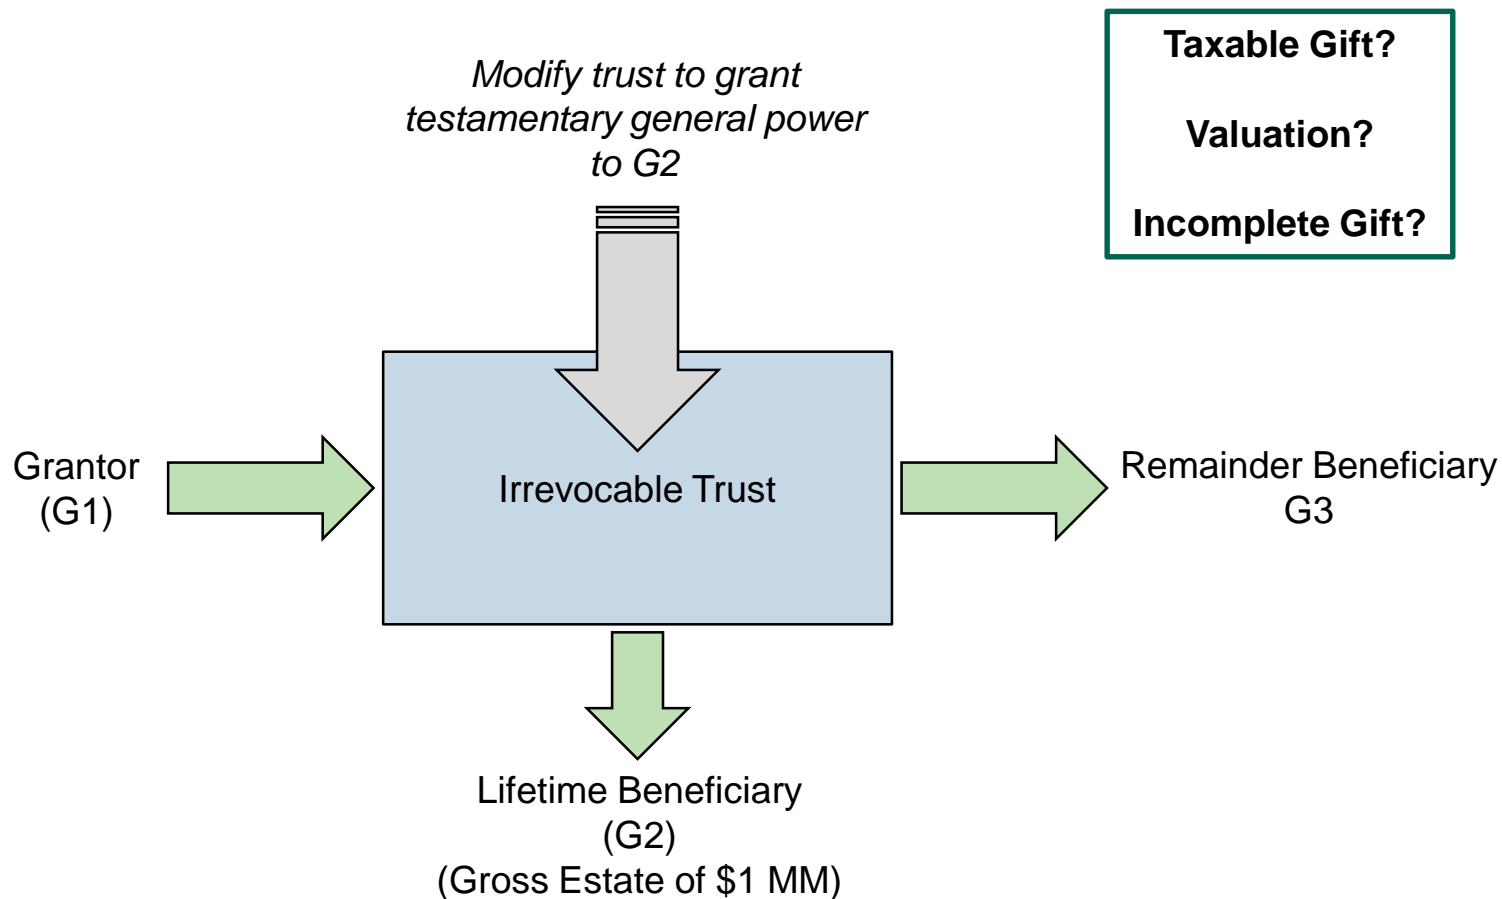 Modify trust to grant
testamentary general power
to G2
Taxable Gift?
Valuation?
Incomplete Gift?
Grantor
(G1)
Irrevocable Trust
Remainder Beneficiary
G3
Lifetime Beneficiary
(G2)
(Gross Estate of $1 MM)